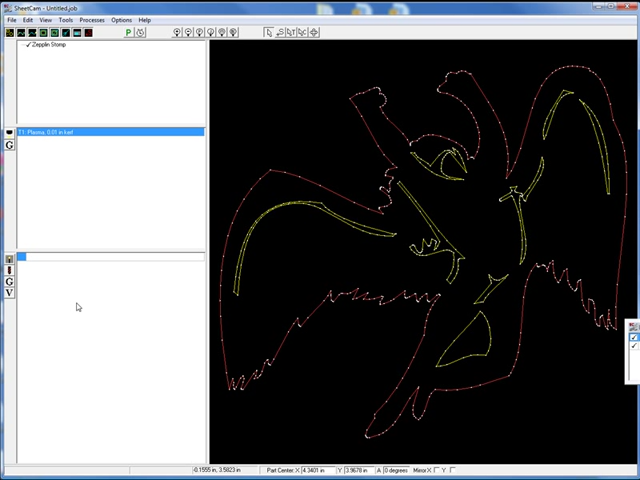 SheetCam - Untitled.job
File Edit View Tools Processes Options Help
P
Zepplin Stomp
T1: Plasma, 0.01 in kerf
G
G
V
0.1555 in, 3.5823 in Part Center: X 4.3401 in Y 3.9678 in A 0 degrees Mirror X Y